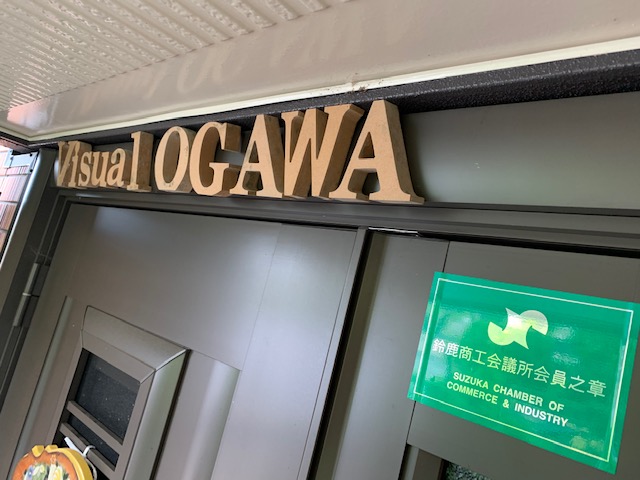 Visual OGAWA
鈴鹿商工会議所会員之章
SUZUKA CHAMBER OF
COMMERCE & INDUSTRY